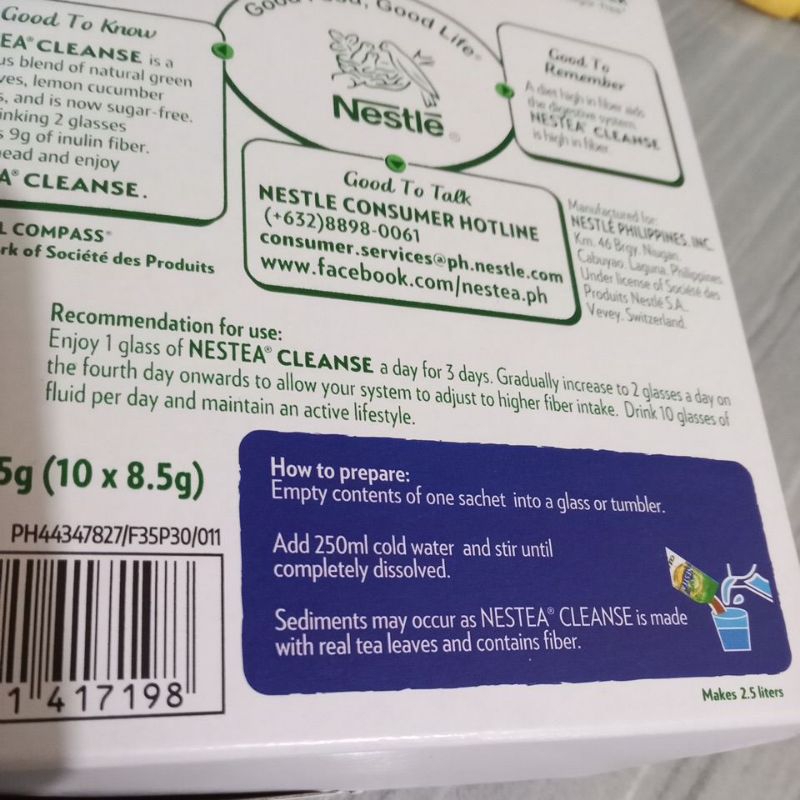 Good To Know
EA® CLEANSE is a
us blend of natural green
ves, lemon cucumber
s, and is now sugar-free.
inking 2 glasses
s 9g of inulin fiber.
ead and enjoy
A® CLEANSE.
L COMPASS®
rk of Société des Produits
Good Life®
Nestlé®
Good To
Remember
A diet high in fiber aids
the digestive system.
NESTEA® CLEANSE
is high in fiber.
Good To Talk
NESTLE CONSUMER HOTLINE
(+632)8898-0061
consumer.services@ph.nestle.com
www.facebook.com/nestea.ph
Manufactured for:
NESTLÉ PHILIPPINES, INC.
Km. 46 Brgy. Niugan,
Cabuyao, Laguna, Philippines
Under license of Société des
Produits Nestlé S.A.,
Vevey, Switzerland.
Recommendation for use:
Enjoy 1 glass of NESTEA® CLEANSE a day for 3 days. Gradually increase to 2 glasses a day on
the fourth day onwards to allow your system to adjust to higher fiber intake. Drink 10 glasses of
fluid per day and maintain an active lifestyle.
5g (10 x 8.5g)
PH44347827/F35P30/011
1 417198
How to prepare:
Empty contents of one sachet into a glass or tumbler.
Add 250ml cold water and stir until
completely dissolved.
Sediments may occur as NESTEA® CLEANSE is made
with real tea leaves and contains fiber.
Makes 2.5 liters